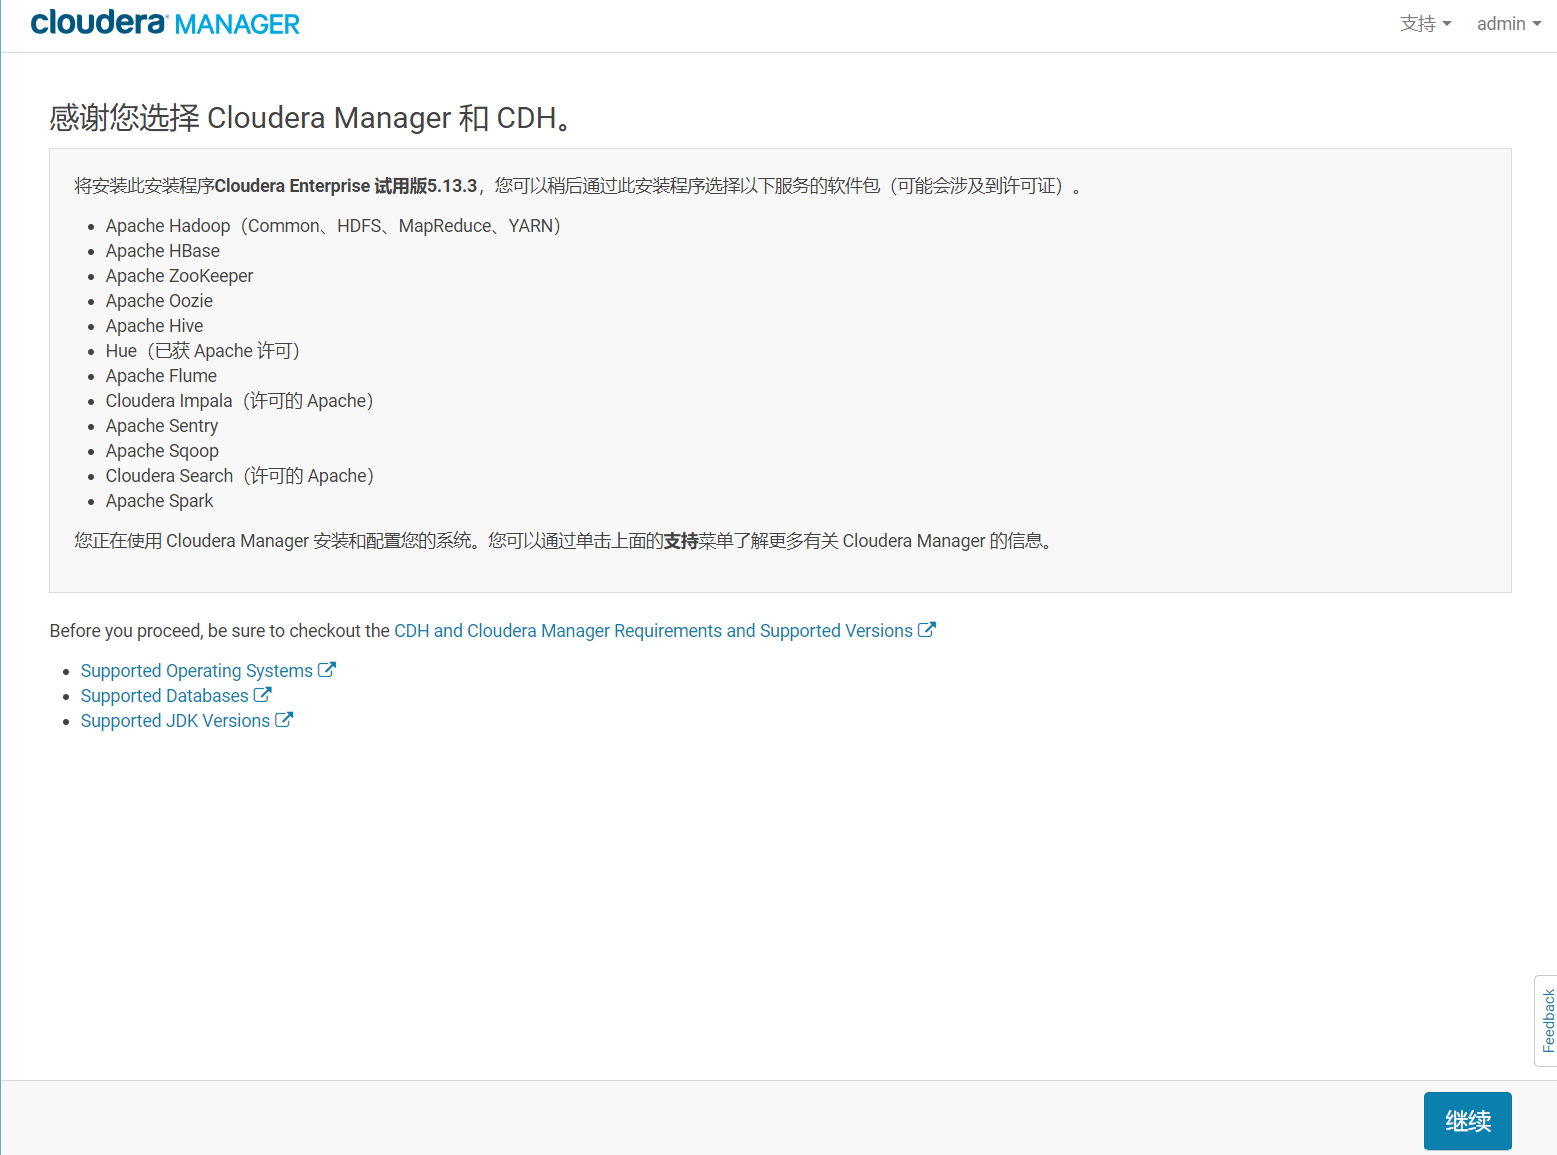 cloudera MANAGER
支持
admin
感谢您选择 Cloudera Manager 和 CDH。
将安装此安装程序Cloudera Enterprise 试用版5.13.3，您可以稍后通过此安装程序选择以下服务的软件包（可能会涉及到许可证）。
Apache Hadoop（Common、HDFS、MapReduce、YARN）
Apache HBase
Apache ZooKeeper
Apache Oozie
Apache Hive
Hue（已获 Apache 许可）
Apache Flume
Cloudera Impala（许可的 Apache）
Apache Sentry
Apache Sqoop
Cloudera Search（许可的 Apache）
Apache Spark
您正在使用 Cloudera Manager 安装和配置您的系统。您可以通过单击上面的支持菜单了解更多有关 Cloudera Manager 的信息。
Before you proceed, be sure to checkout the CDH and Cloudera Manager Requirements and Supported Versions
Supported Operating Systems
Supported Databases
Supported JDK Versions
Feedback
继续